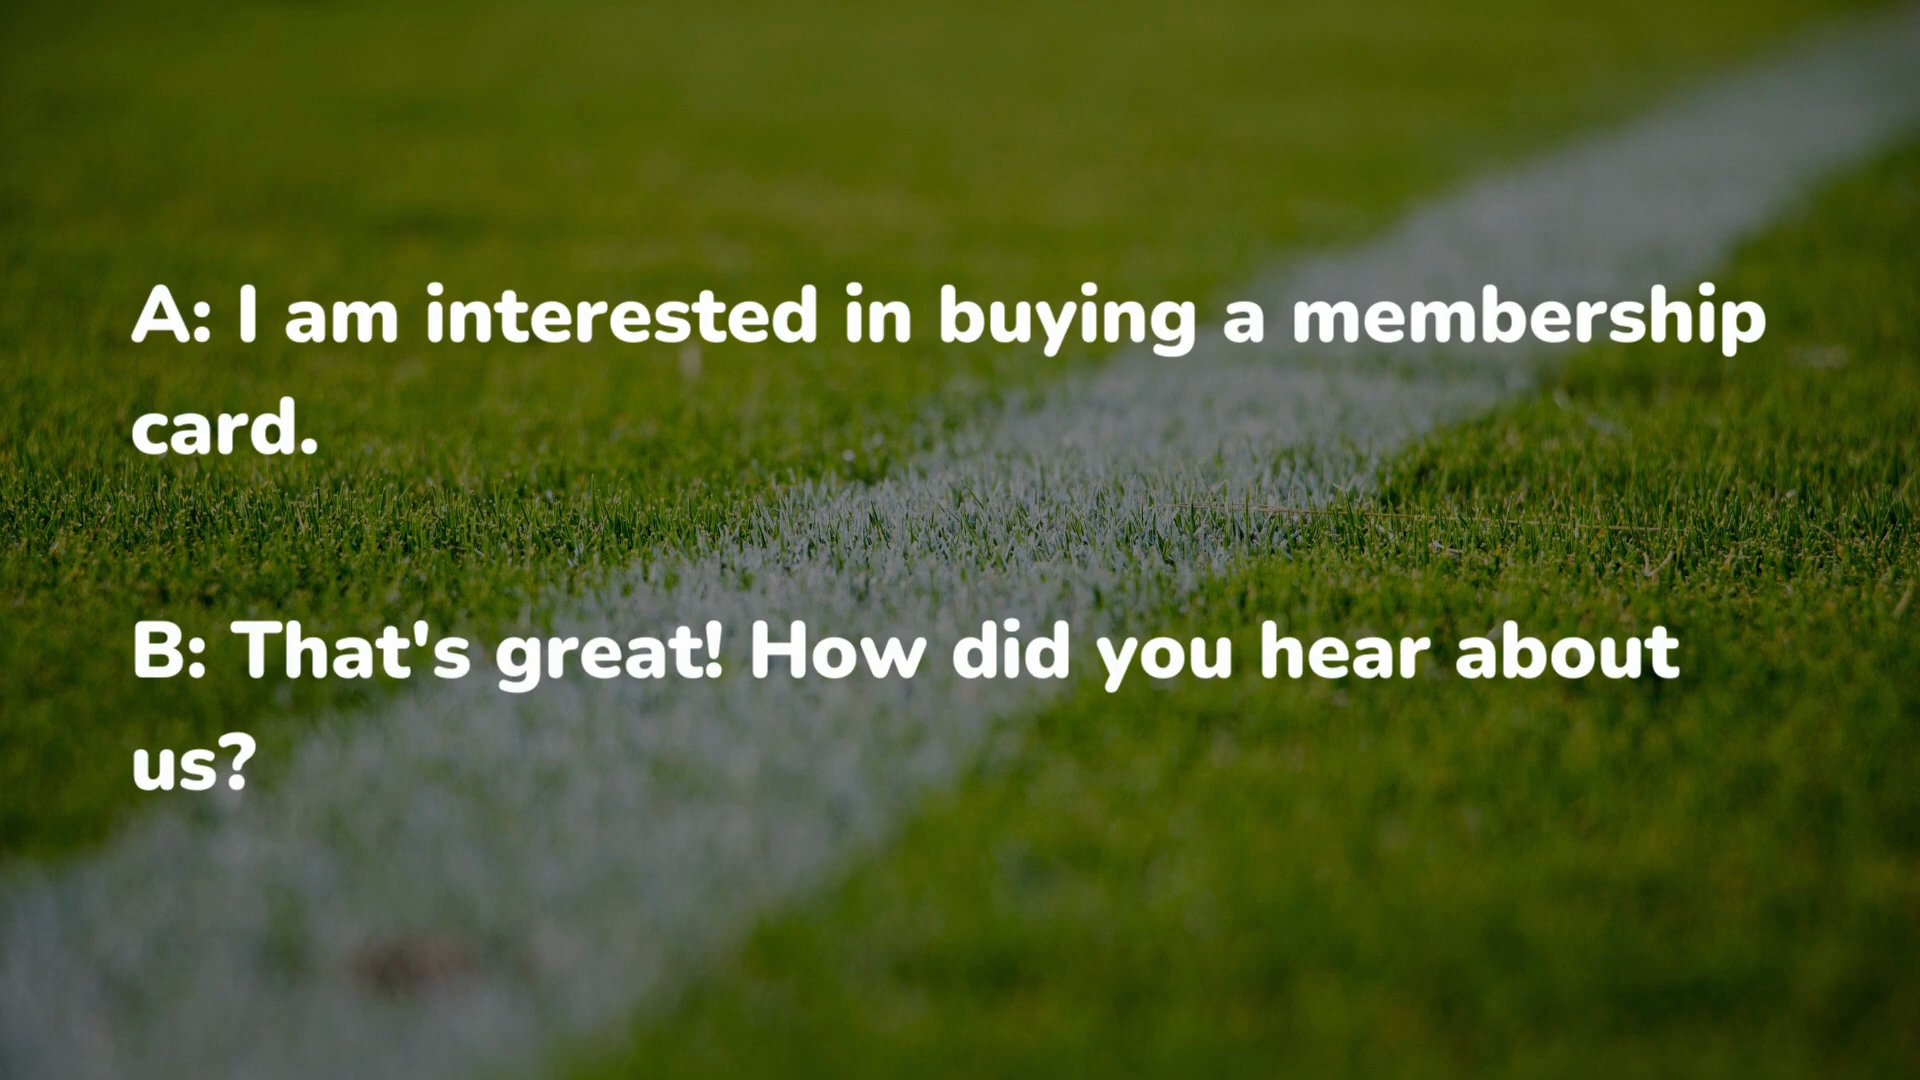 A: I am interested in buying a membership
card.
B: That's great! How did you hear about
us?